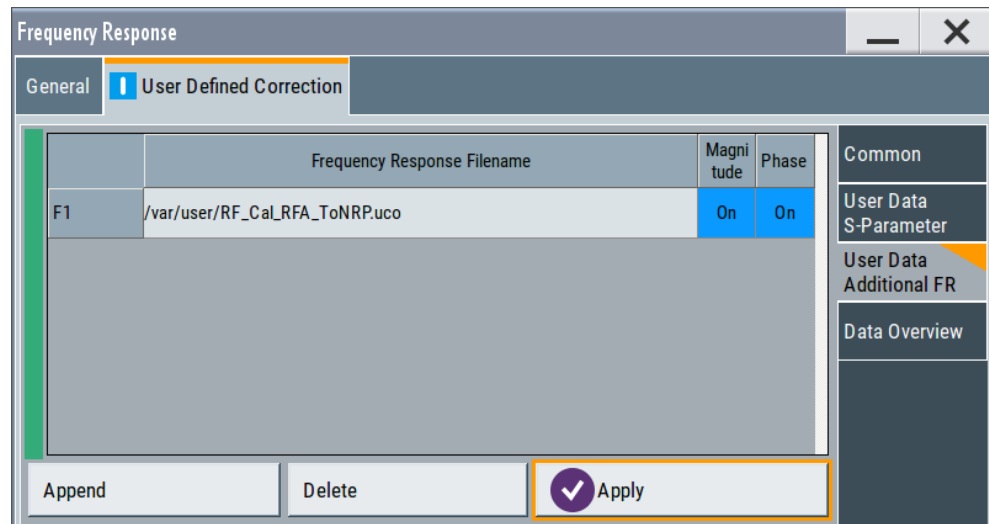 Frequency Response
General
User Defined Correction
Frequency Response Filename
Magni
tude
Phase
F1
/var/user/RF_Cal_RFA_ToNRP.uco
On
On
Common
User Data
S-Parameter
User Data
Additional FR
Data Overview
Append
Delete
Apply